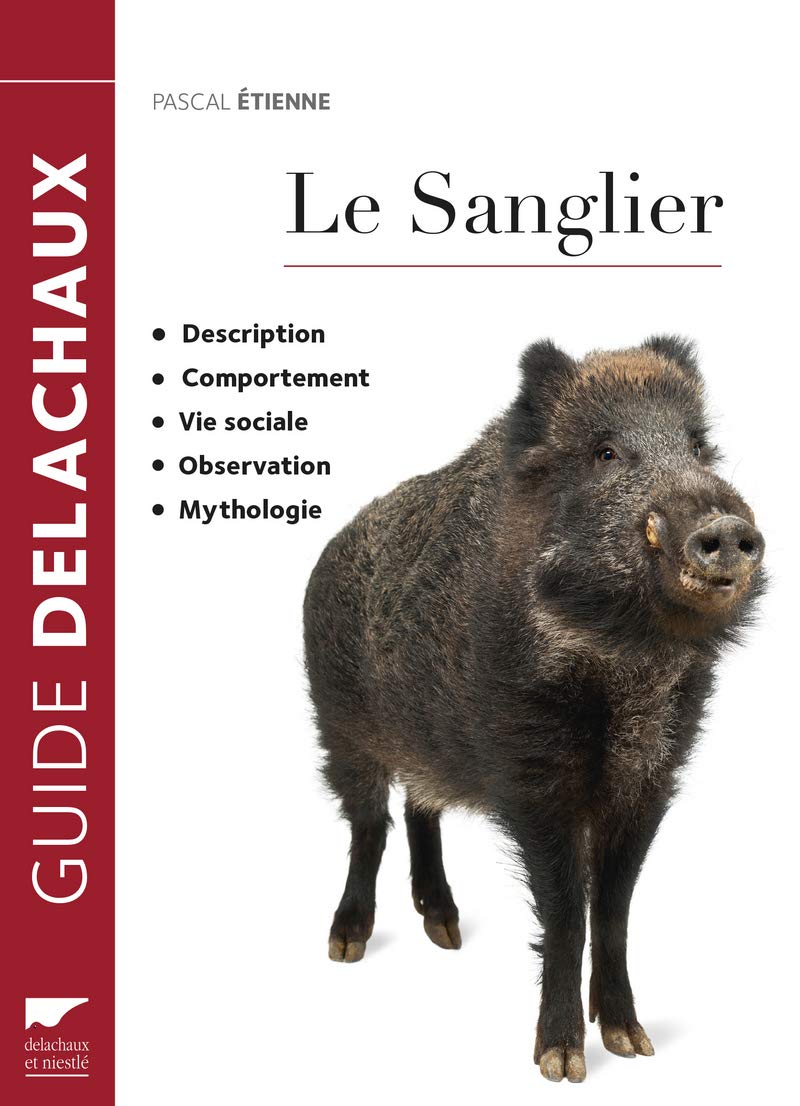 PASCAL ÉTIENNE
Le Sanglier
• Description
• Comportement
• Vie sociale
• Observation
• Mythologie
GUIDE DELACHAUX
delachaux
et niestlé